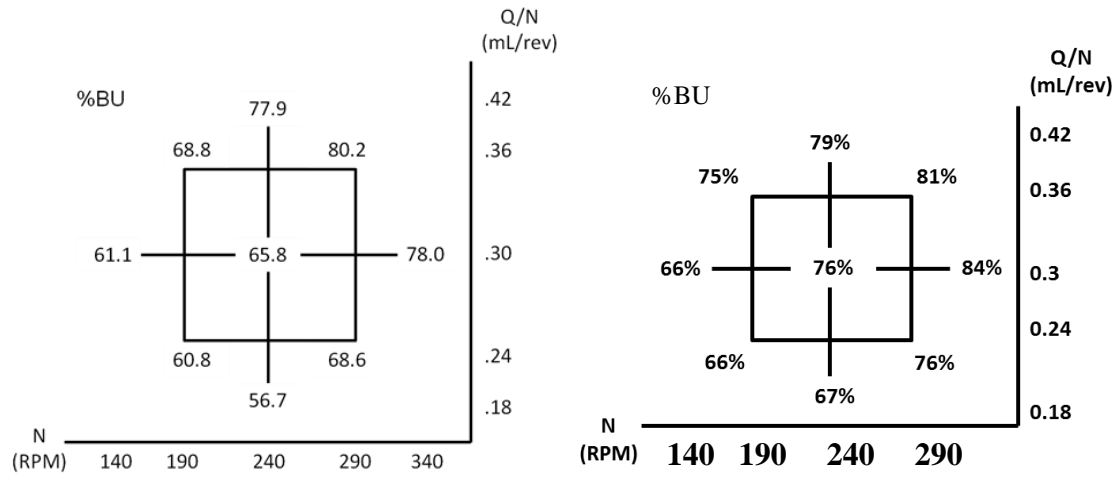 Q/N
(mL/rev)
%BU
.42
77.9
68.8 80.2
.36
61.1 65.8 78.0
.30
60.8 68.6
.24
56.7
.18
N
(RPM)
140 190 240 290 340
Q/N
(mL/rev)
%BU
0.42
79%
75% 81%
0.36
66% 76% 84%
0.3
0.24
66% 76%
67%
0.18
N
(RPM)
140 190 240 290